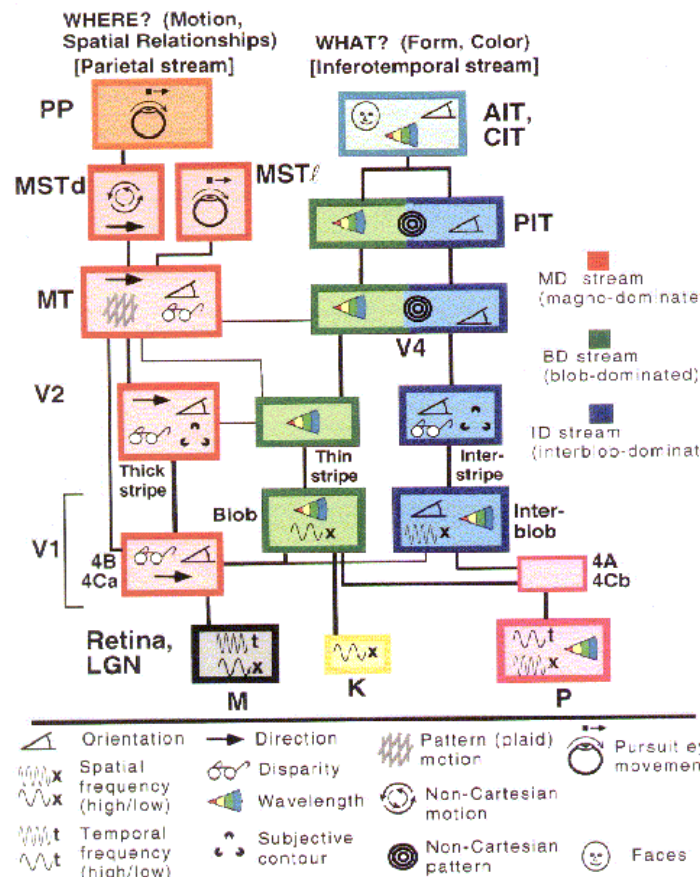 WHERE? (Motion,
Spatial Relationships)
[Parietal stream]
WHAT? (Form, Color)
[Inferotemporal stream]
PP
AIT,
CIT
MSTd
MSTℓ
PIT
MT
V4
MD stream
(magno-dominate
BD stream
(blob-dominated)
ID stream
(interblob-dominat
V2
Thick
stripe
Thin
stripe
Inter-
stripe
V1
Blob
x
Inter-
blob
x
4B
4Ca
4A
4Cb
Retina,
LGN
t
x
M
x
K
t
x
P
Orientation
Direction
Pattern (plaid)
motion
Pursuit ey
movemen
x
x
Spatial
frequency
(high/low)
Disparity
Wavelength
Non-Cartesian
motion
t
t
Temporal
frequency
(high/low)
Subjective
contour
Non-Cartesian
pattern
Faces